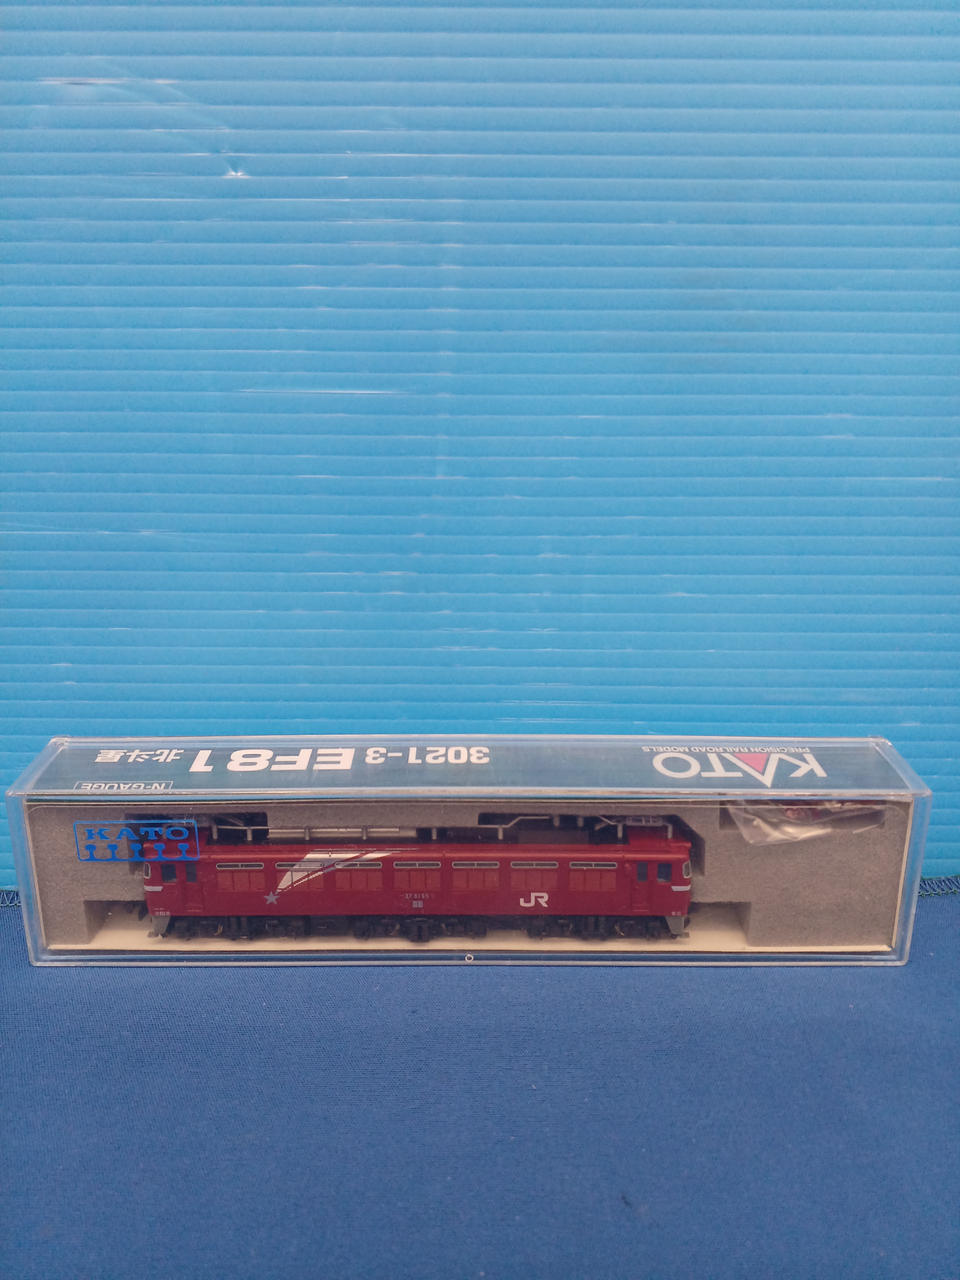 KATO
PRECISION RAILROAD MODELS
3021-3 EF81 北斗星
N-GAUGE
KATO
JR